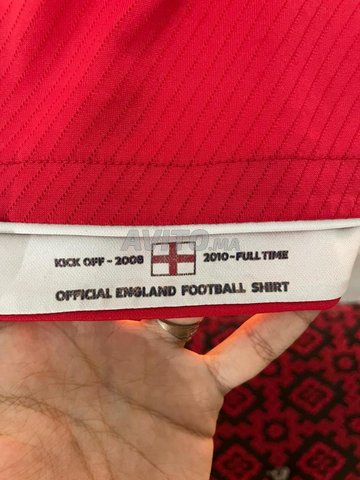 AVITO.MA
KICK OFF - 2008 2010 - FULL TIME
OFFICIAL ENGLAND FOOTBALL SHIRT